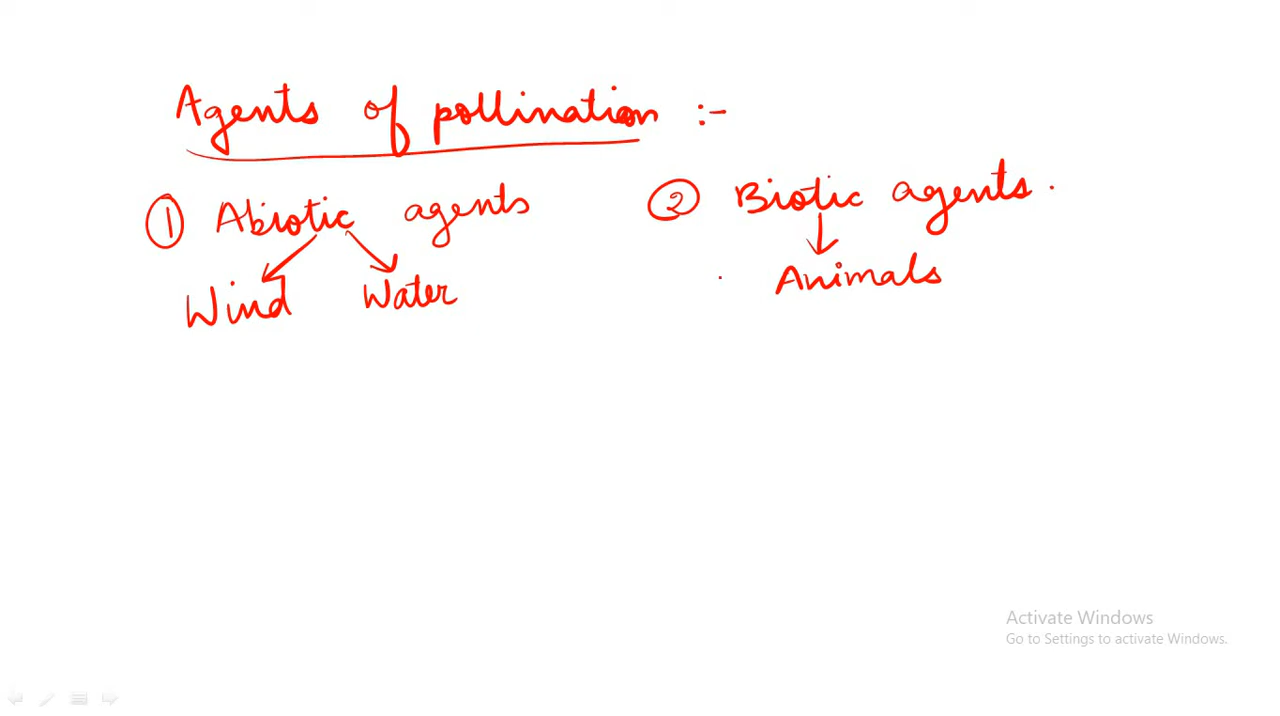 Agents of pollination :-
① Abiotic agents
② Biotic agents.
Wind Water
Animals
Activate Windows
Go to Settings to activate Windows.